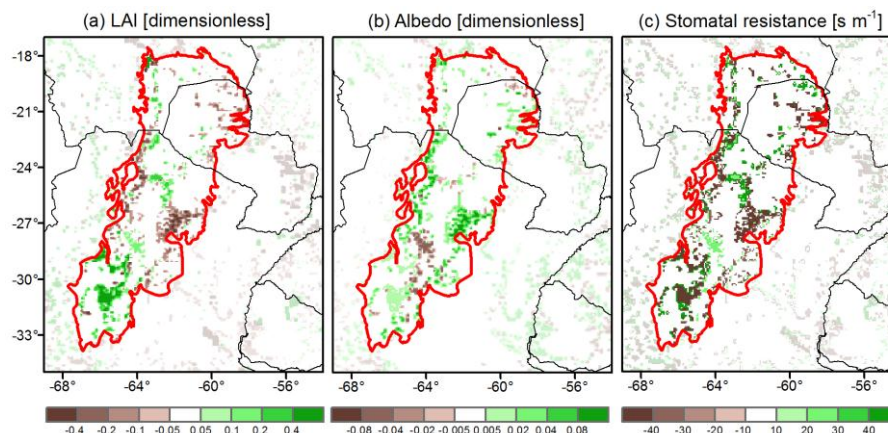 (a) LAI [dimensionless] (b) Albedo [dimensionless] (c) Stomatal resistance [s m⁻¹]
-18°
-21°
-24°
-27°
-30°
-33°
-68° -64° -60° -56° -68° -64° -60° -56° -68° -64° -60° -56°
-0.4 -0.2 -0.1 -0.05 0.05 0.1 0.2 0.4 -0.08 -0.04 -0.02 -0.005 0.005 0.02 0.04 0.08 -40 -30 -20 -10 10 20 30 40